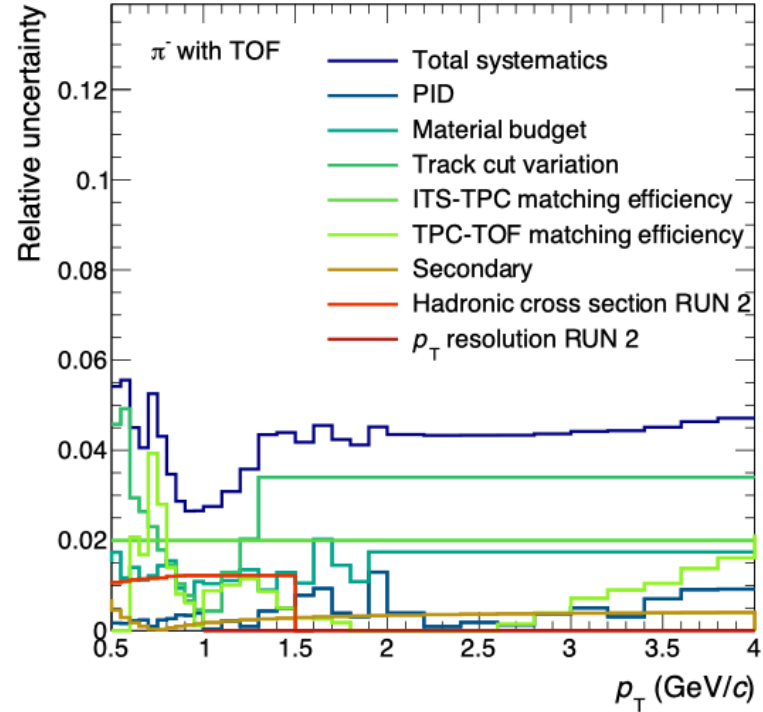 π⁻ with TOF
Total systematics
PID
Material budget
Track cut variation
ITS-TPC matching efficiency
TPC-TOF matching efficiency
Secondary
Hadronic cross section RUN 2
p_T resolution RUN 2
Relative uncertainty
0.12
0.1
0.08
0.06
0.04
0.02
0
0.5
1
1.5
2
2.5
3
3.5
4
p_T (GeV/c)